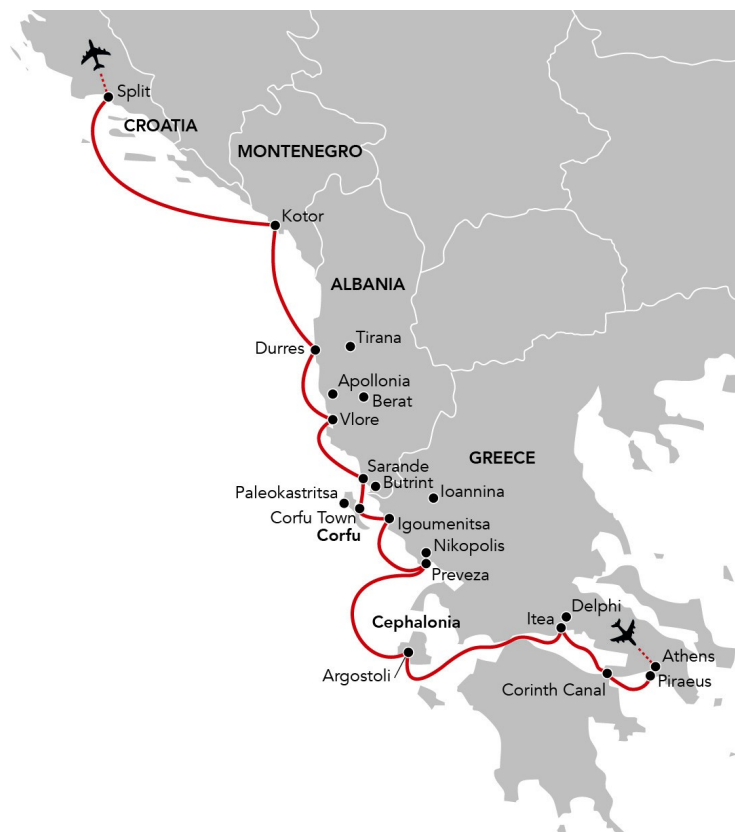 Split
CROATIA
MONTENEGRO
Kotor
ALBANIA
Tirana
Durres
Apollonia
Berat
Vlore
GREECE
Sarande
Butrint
Paleokastritsa
Ioannina
Corfu Town
Corfu
Igoumenitsa
Nikopolis
Preveza
Cephalonia
Delphi
Itea
Athens
Argostoli
Corinth Canal
Piraeus